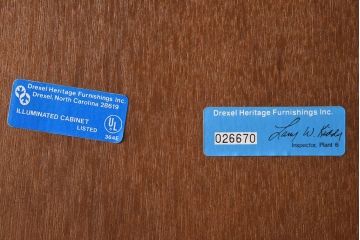 Drexel Heritage Furnishings Inc.
Drexel, North Carolina 28619
ILLUMINATED CABINET
LISTED
UL
364E
Drexel Heritage Furnishings Inc.
026670
Inspector, Plant 6